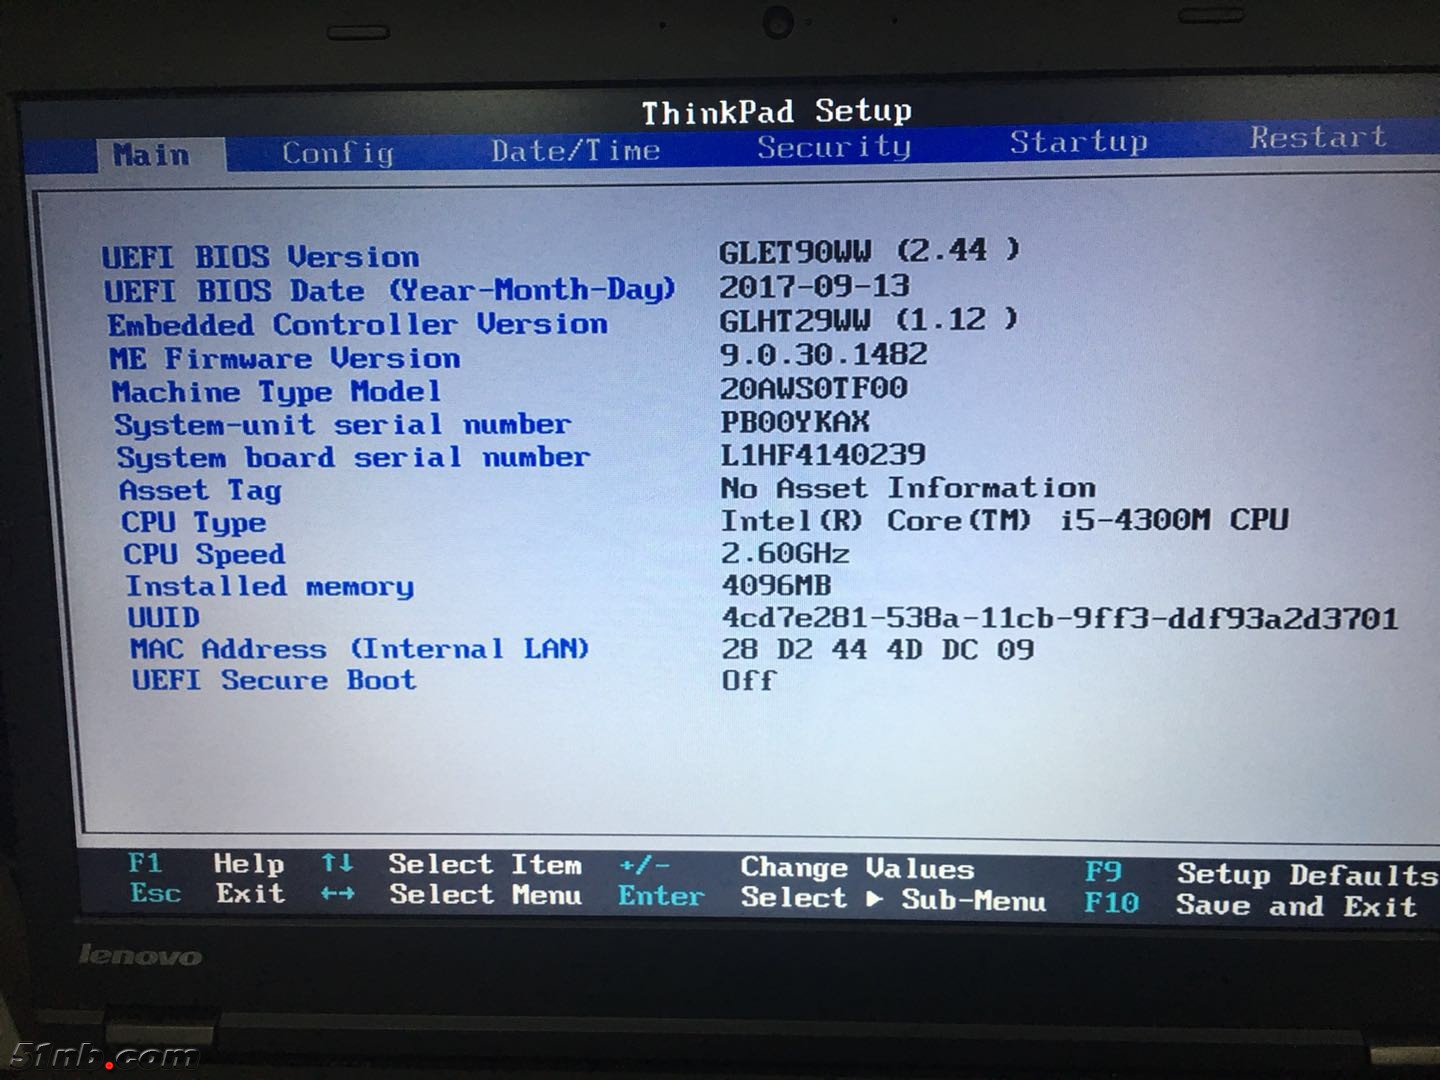 ThinkPad Setup
Main Config Date/Time Security Startup Restart
UEFI BIOS Version GLET90WW (2.44 )
UEFI BIOS Date (Year-Month-Day) 2017-09-13
Embedded Controller Version GLHT29WW (1.12 )
ME Firmware Version 9.0.30.1482
Machine Type Model 20AWS0TF00
System-unit serial number PB00YKAX
System board serial number L1HF4140239
Asset Tag No Asset Information
CPU Type Intel(R) Core(TM) i5-4300M CPU
CPU Speed 2.60GHz
Installed memory 4096MB
UUID 4cd7e281-538a-11cb-9ff3-ddf93a2d3701
MAC Address (Internal LAN) 28 D2 44 4D DC 09
UEFI Secure Boot Off
F1 Help ↑↓ Select Item +/- Change Values F9 Setup Defaults
Esc Exit ←→ Select Menu Enter Select ▶ Sub-Menu F10 Save and Exit
lenovo
51nb.com